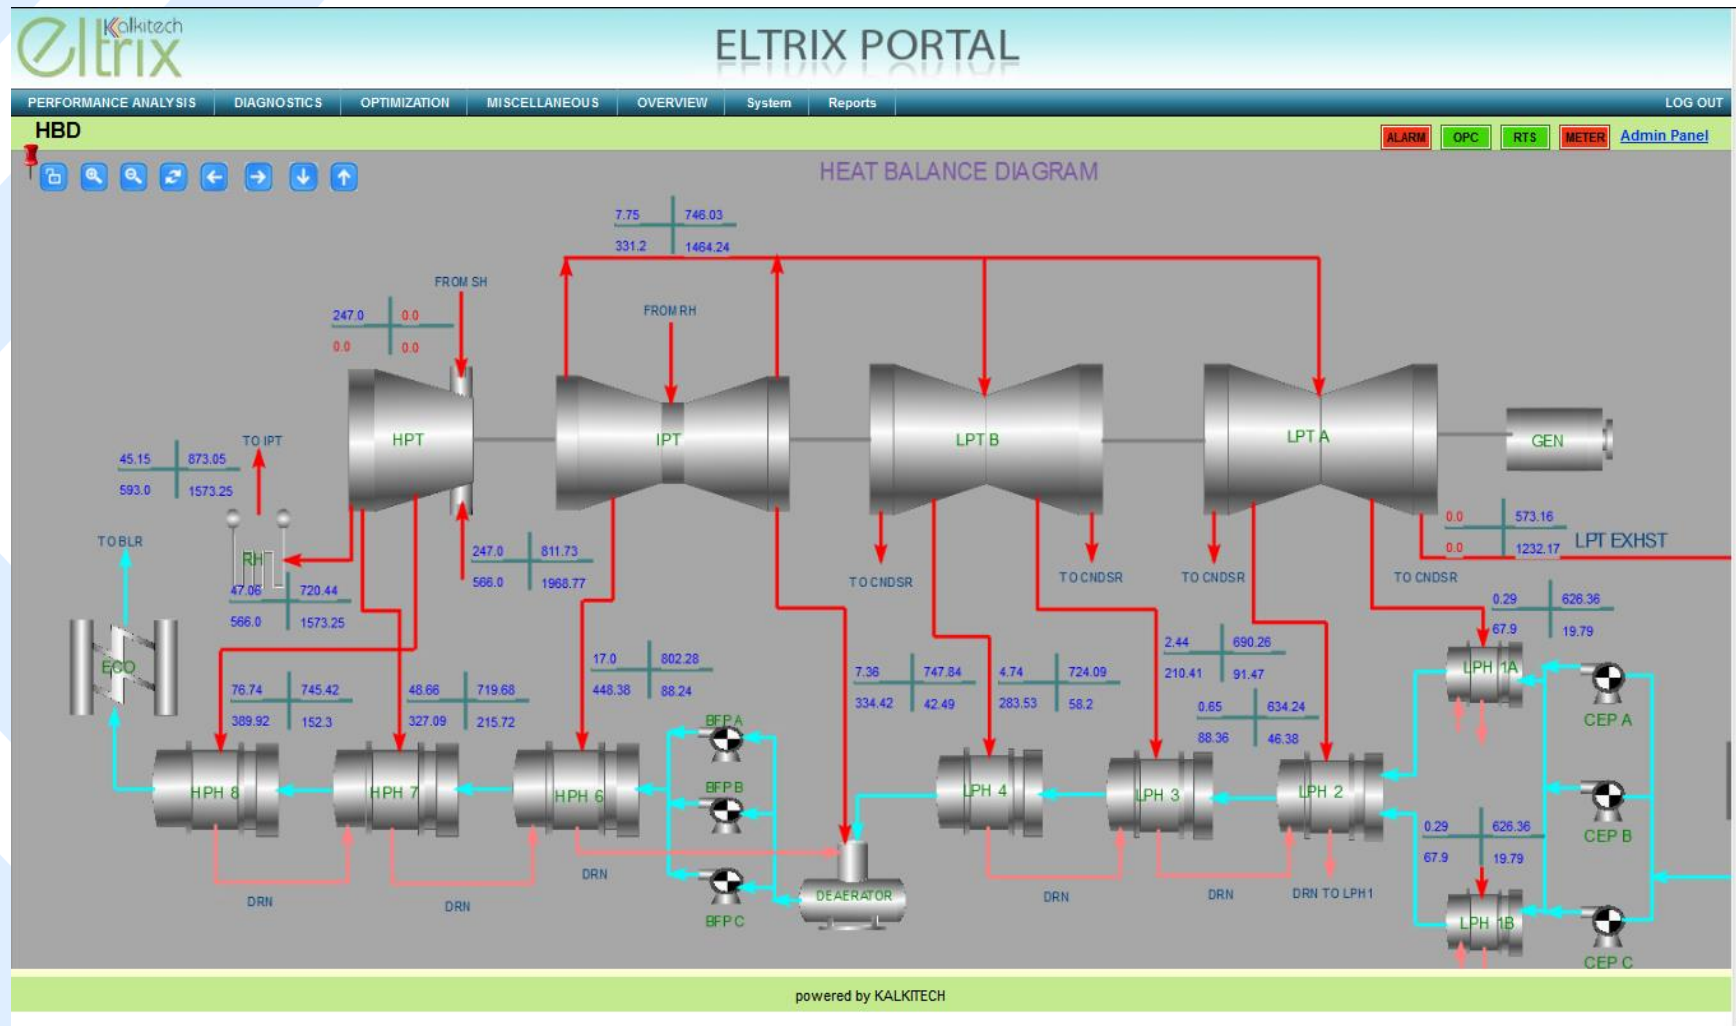 Kalkitech
eltrix
ELTRIX PORTAL
PERFORMANCE ANALYSIS DIAGNOSTICS OPTIMIZATION MISCELLANEOUS OVERVIEW System Reports LOG OUT
HBD
ALARM OPC RTS METER Admin Panel
HEAT BALANCE DIAGRAM
7.75 746.03
331.2 1464.24
FROM SH
FROM RH
247.0 0.0
0.0 0.0
HPT IPT LPT B LPT A GEN
TO IPT
45.15 873.05
593.0 1573.25
TO BLR
RH
47.06 720.44
566.0 1573.25
247.0 811.73
566.0 1968.77
0.0 573.16
0.0 1232.17
LPT EXHST
TO CNDSR TO CNDSR TO CNDSR TO CNDSR
0.29 626.36
67.9 19.79
ECO
76.74 745.42
389.92 152.3
48.66 719.68
327.09 215.72
17.0 802.28
448.38 88.24
7.36 747.84
334.42 42.49
4.74 724.09
283.53 58.2
2.44 690.26
210.41 91.47
0.65 634.24
88.36 46.38
LPH 1A
CEP A
BFP A
BFP B
BFP C
HPH 8 HPH 7 HPH 6 LPH 4 LPH 3 LPH 2
0.29 626.36
67.9 19.79
CEP B
DRN DRN DRN
DEAERATOR
DRN DRN DRN TO LPH1
LPH 1B
CEP C
powered by KALKITECH